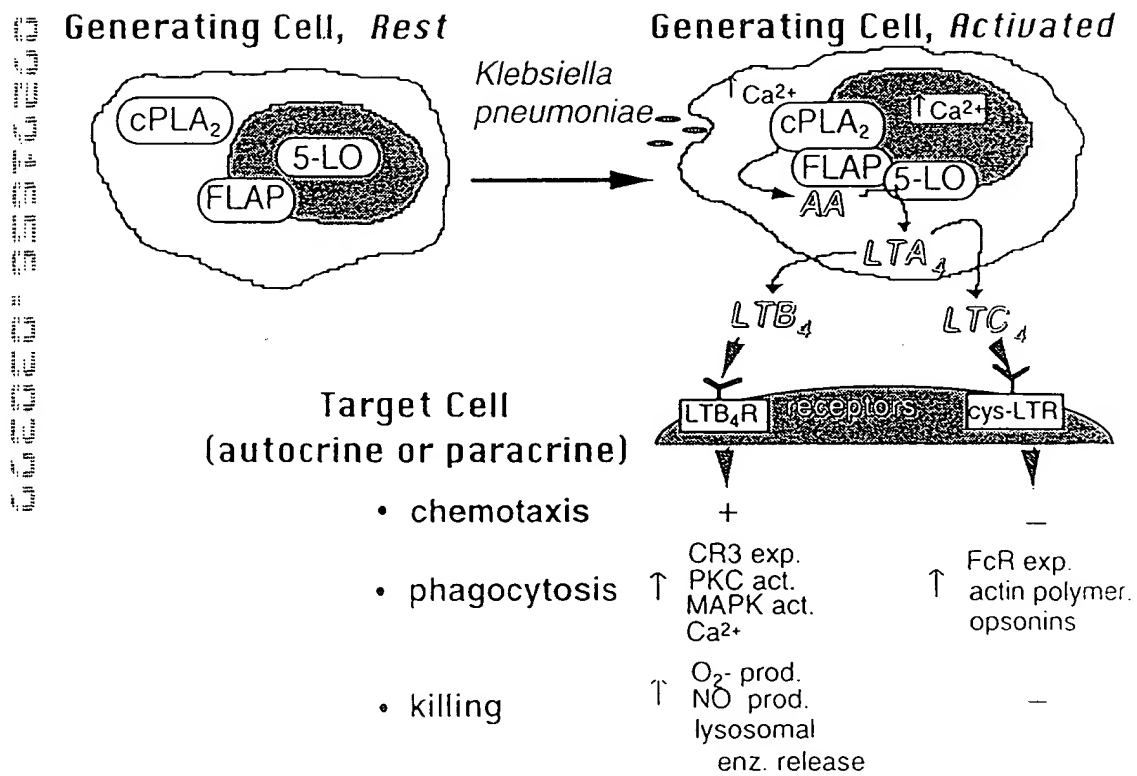 Generating Cell, Rest
cPLA₂
5-LO
FLAP
Klebsiella
pneumoniae
Generating Cell, Activated
↑ Ca²⁺
↑ Ca²⁺
cPLA₂
FLAP
5-LO
AA
LTA₄
LTB₄
LTC₄
Target Cell
(autocrine or paracrine)
LTB₄R
receptors
cys-LTR
• chemotaxis
+
–
• phagocytosis
↑
CR3 exp.
PKC act.
MAPK act.
Ca²⁺
↑
FcR exp.
actin polymer.
opsonins
• killing
↑
O₂- prod.
NO prod.
lysosomal
enz. release
–